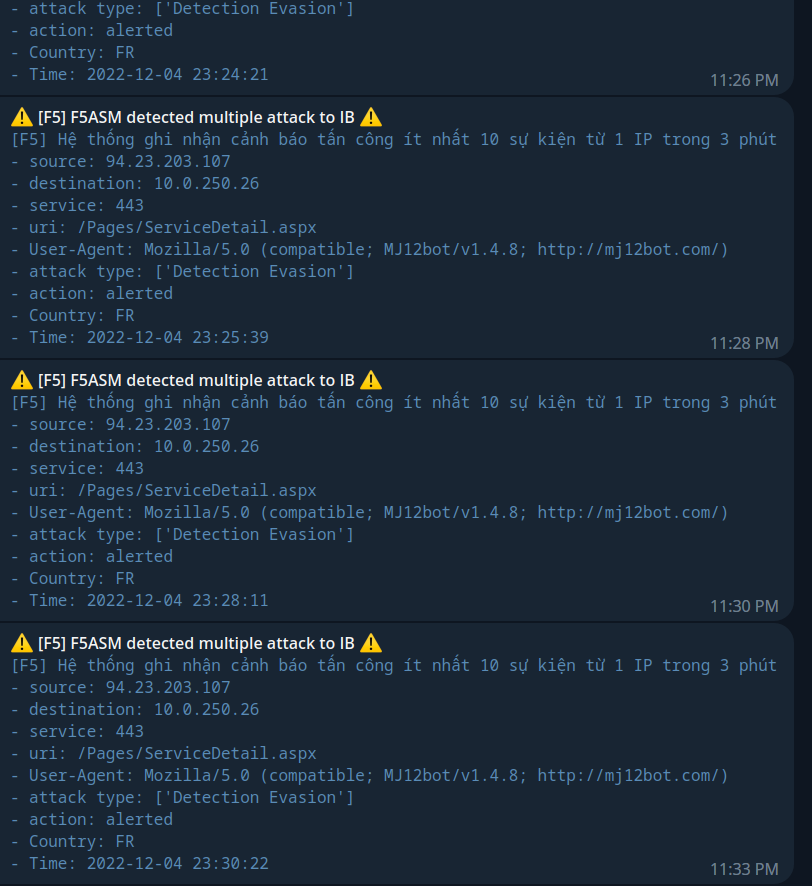 - attack type: ['Detection Evasion']
- action: alerted
- Country: FR
- Time: 2022-12-04 23:24:21
11:26 PM
⚠️ [F5] F5ASM detected multiple attack to IB ⚠️
[F5] Hệ thống ghi nhận cảnh báo tấn công ít nhất 10 sự kiện từ 1 IP trong 3 phút
- source: 94.23.203.107
- destination: 10.0.250.26
- service: 443
- uri: /Pages/ServiceDetail.aspx
- User-Agent: Mozilla/5.0 (compatible; MJ12bot/v1.4.8; http://mj12bot.com/)
- attack type: ['Detection Evasion']
- action: alerted
- Country: FR
- Time: 2022-12-04 23:25:39
11:28 PM
⚠️ [F5] F5ASM detected multiple attack to IB ⚠️
[F5] Hệ thống ghi nhận cảnh báo tấn công ít nhất 10 sự kiện từ 1 IP trong 3 phút
- source: 94.23.203.107
- destination: 10.0.250.26
- service: 443
- uri: /Pages/ServiceDetail.aspx
- User-Agent: Mozilla/5.0 (compatible; MJ12bot/v1.4.8; http://mj12bot.com/)
- attack type: ['Detection Evasion']
- action: alerted
- Country: FR
- Time: 2022-12-04 23:28:11
11:30 PM
⚠️ [F5] F5ASM detected multiple attack to IB ⚠️
[F5] Hệ thống ghi nhận cảnh báo tấn công ít nhất 10 sự kiện từ 1 IP trong 3 phút
- source: 94.23.203.107
- destination: 10.0.250.26
- service: 443
- uri: /Pages/ServiceDetail.aspx
- User-Agent: Mozilla/5.0 (compatible; MJ12bot/v1.4.8; http://mj12bot.com/)
- attack type: ['Detection Evasion']
- action: alerted
- Country: FR
- Time: 2022-12-04 23:30:22
11:33 PM